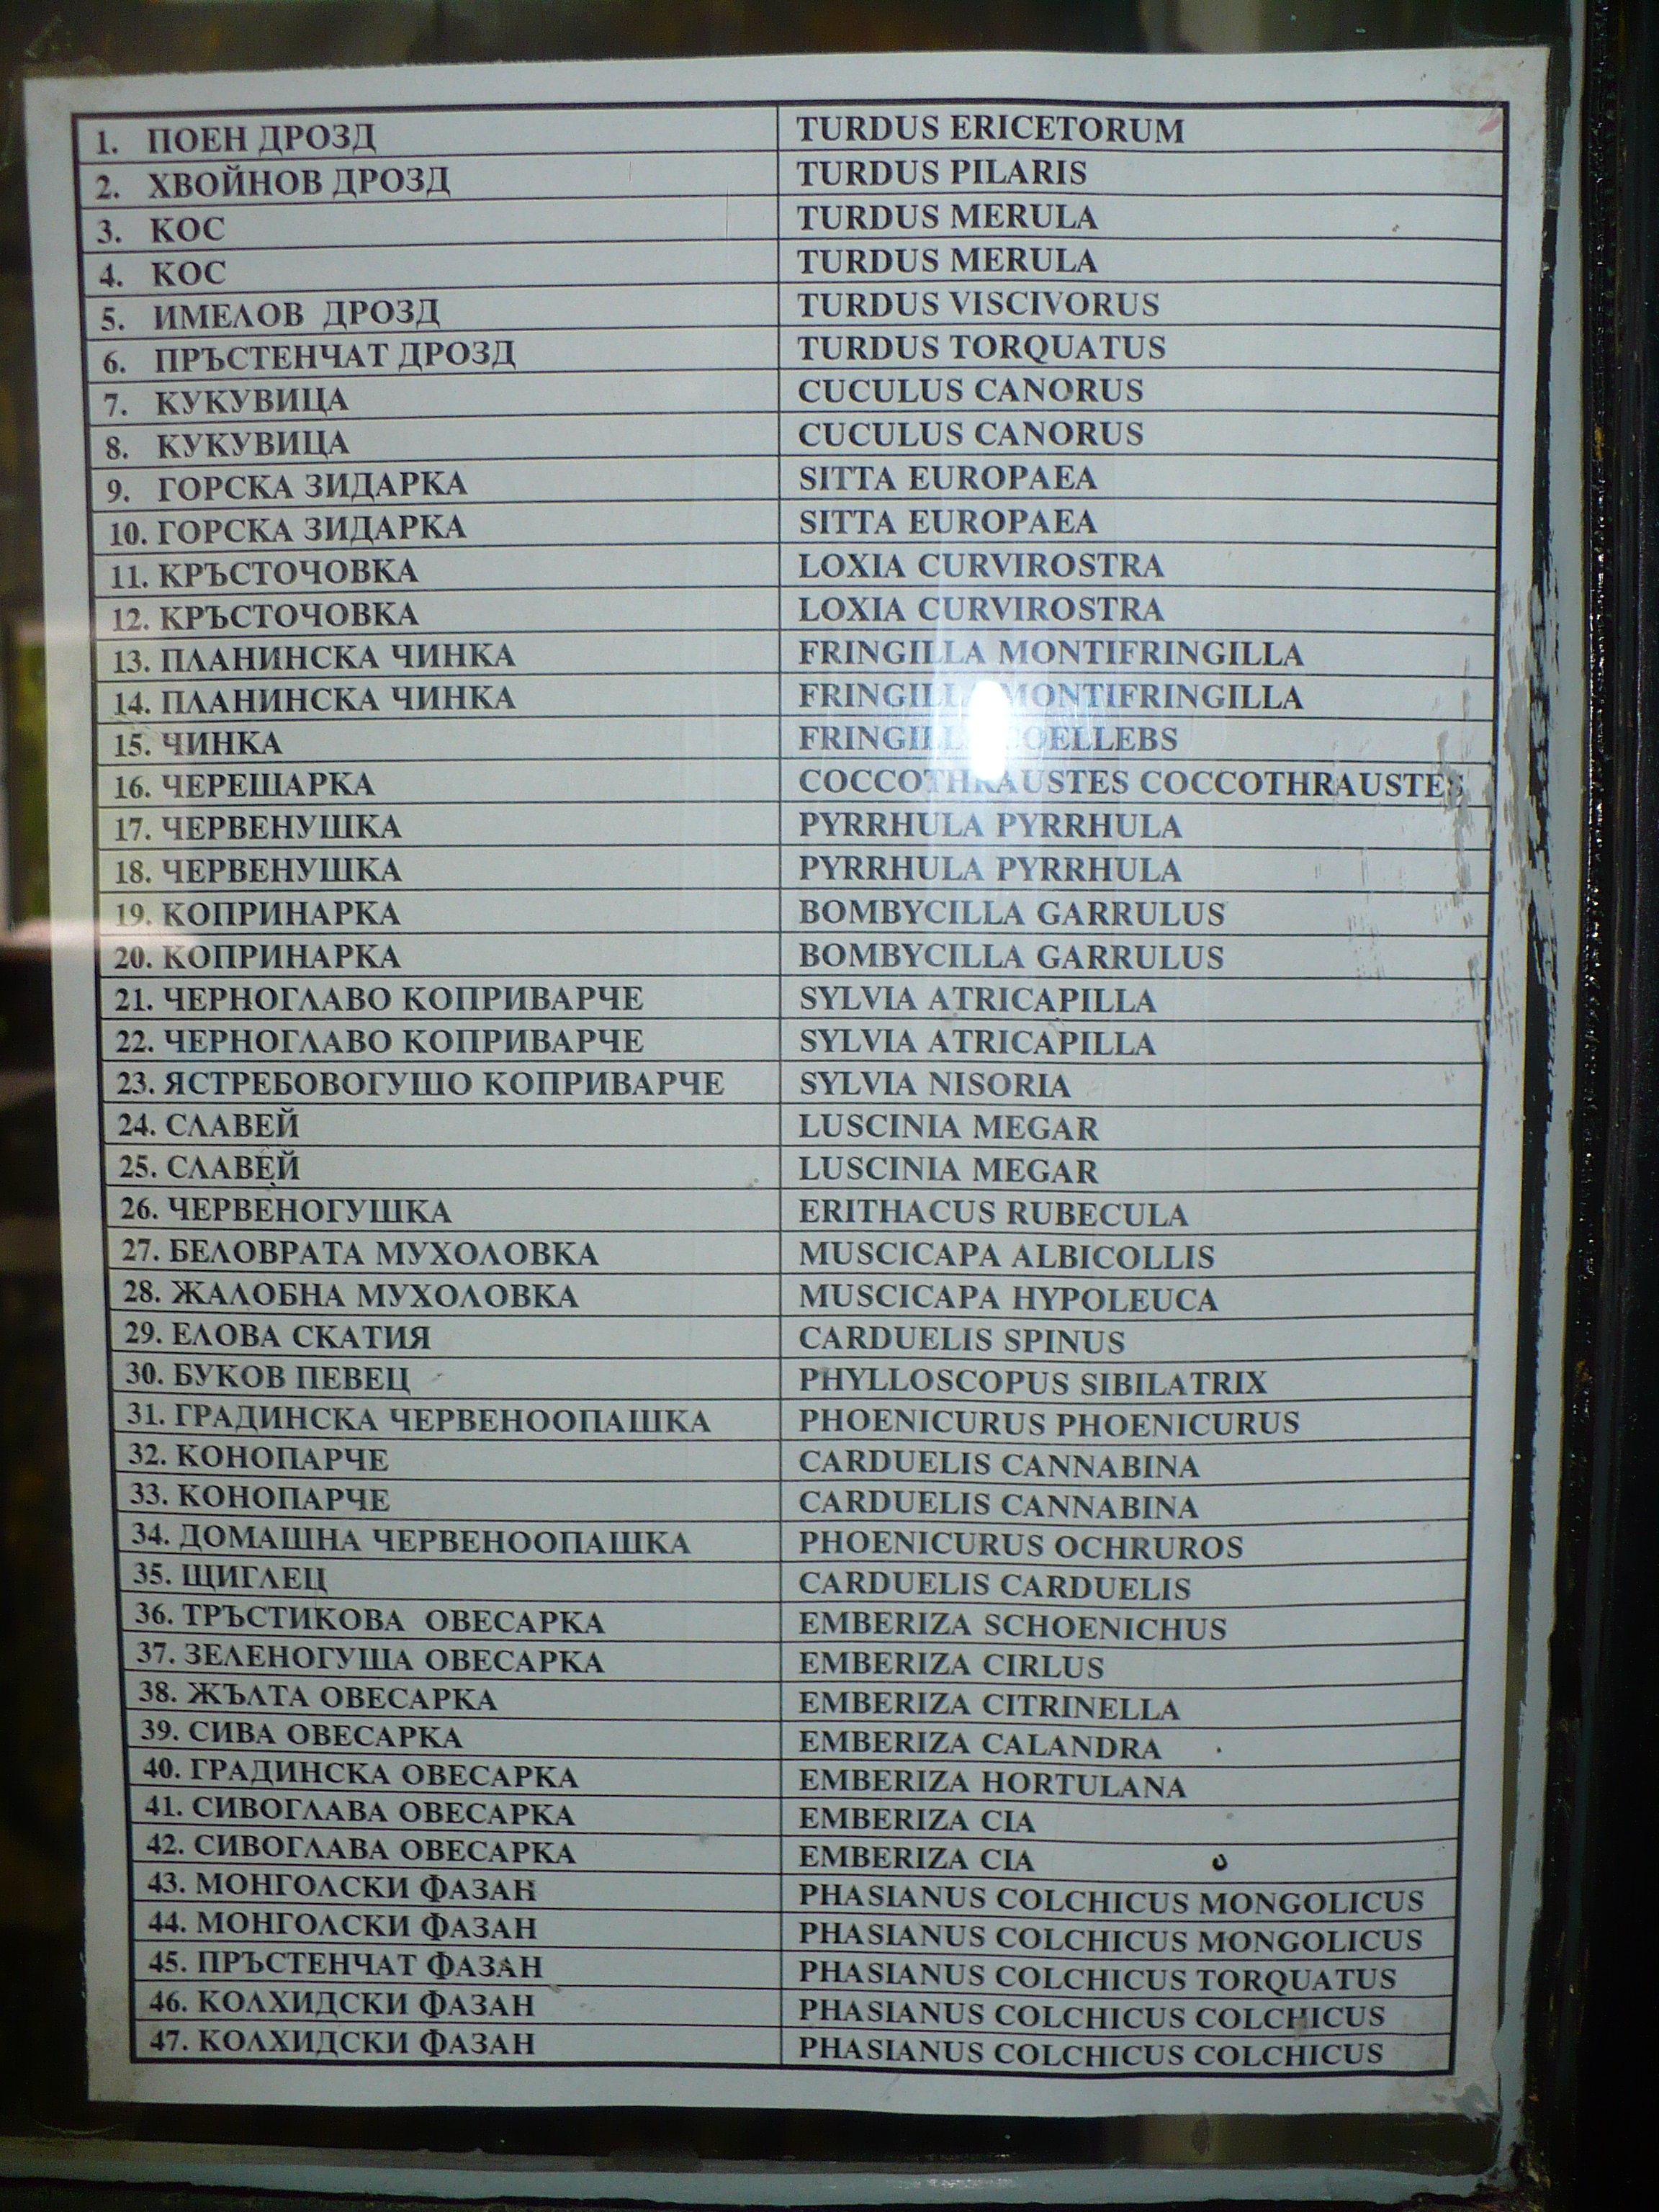 1. ПОЕН ДРОЗД TURDUS ERICETORUM
2. ХВОЙНОВ ДРОЗД TURDUS PILARIS
3. КОС TURDUS MERULA
4. КОС TURDUS MERULA
5. ИМЕЛОВ ДРОЗД TURDUS VISCIVORUS
6. ПРЪСТЕНЧАТ ДРОЗД TURDUS TORQUATUS
7. КУКУВИЦА CUCULUS CANORUS
8. КУКУВИЦА CUCULUS CANORUS
9. ГОРСКА ЗИДАРКА SITTA EUROPAEA
10. ГОРСКА ЗИДАРКА SITTA EUROPAEA
11. КРЪСТОЧОВКА LOXIA CURVIROSTRA
12. КРЪСТОЧОВКА LOXIA CURVIROSTRA
13. ПЛАНИНСКА ЧИНКА FRINGILLA MONTIFRINGILLA
14. ПЛАНИНСКА ЧИНКА FRINGILLA MONTIFRINGILLA
15. ЧИНКА FRINGILLA COELLEBS
16. ЧЕРЕШАРКА COCCOTHRAUSTES COCCOTHRAUSTES
17. ЧЕРВЕНУШКА PYRRHULA PYRRHULA
18. ЧЕРВЕНУШКА PYRRHULA PYRRHULA
19. КОПРИНАРКА BOMBYCILLA GARRULUS
20. КОПРИНАРКА BOMBYCILLA GARRULUS
21. ЧЕРНОГЛАВО КОПРИВАРЧЕ SYLVIA ATRICAPILLA
22. ЧЕРНОГЛАВО КОПРИВАРЧЕ SYLVIA ATRICAPILLA
23. ЯСТРЕБОВОГУШО КОПРИВАРЧЕ SYLVIA NISORIA
24. СЛАВЕЙ LUSCINIA MEGAR
25. СЛАВЕЙ LUSCINIA MEGAR
26. ЧЕРВЕНОГУШКА ERITHACUS RUBECULA
27. БЕЛОВРАТА МУХОЛОВКА MUSCICAPA ALBICOLLIS
28. ЖАЛОБНА МУХОЛОВКА MUSCICAPA HYPOLEUCA
29. ЕЛОВА СКАТИЯ CARDUELIS SPINUS
30. БУКОВ ПЕВЕЦ PHYLLOSCOPUS SIBILATRIX
31. ГРАДИНСКА ЧЕРВЕНООПАШКА PHOENICURUS PHOENICURUS
32. КОНОПАРЧЕ CARDUELIS CANNABINA
33. КОНОПАРЧЕ CARDUELIS CANNABINA
34. ДОМАШНА ЧЕРВЕНООПАШКА PHOENICURUS OCHRUROS
35. ЩИГЛЕЦ CARDUELIS CARDUELIS
36. ТРЪСТИКОВА ОВЕСАРКА EMBERIZA SCHOENICHUS
37. ЗЕЛЕНОГУША ОВЕСАРКА EMBERIZA CIRLUS
38. ЖЪЛТА ОВЕСАРКА EMBERIZA CITRINELLA
39. СИВА ОВЕСАРКА EMBERIZA CALANDRA
40. ГРАДИНСКА ОВЕСАРКА EMBERIZA HORTULANA
41. СИВОГЛАВА ОВЕСАРКА EMBERIZA CIA
42. СИВОГЛАВА ОВЕСАРКА EMBERIZA CIA
43. МОНГОЛСКИ ФАЗАН PHASIANUS COLCHICUS MONGOLICUS
44. МОНГОЛСКИ ФАЗАН PHASIANUS COLCHICUS MONGOLICUS
45. ПРЪСТЕНЧАТ ФАЗАН PHASIANUS COLCHICUS TORQUATUS
46. КОЛХИДСКИ ФАЗАН PHASIANUS COLCHICUS COLCHICUS
47. КОЛХИДСКИ ФАЗАН PHASIANUS COLCHICUS COLCHICUS